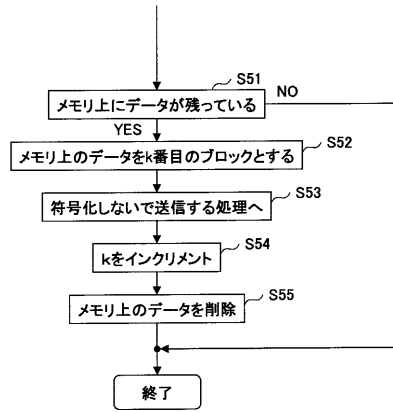 S51
メモリ上にデータが残っている
NO
YES
S52
メモリ上のデータをk番目のブロックとする
S53
符号化しないで送信する処理へ
S54
kをインクリメント
S55
メモリ上のデータを削除
終了